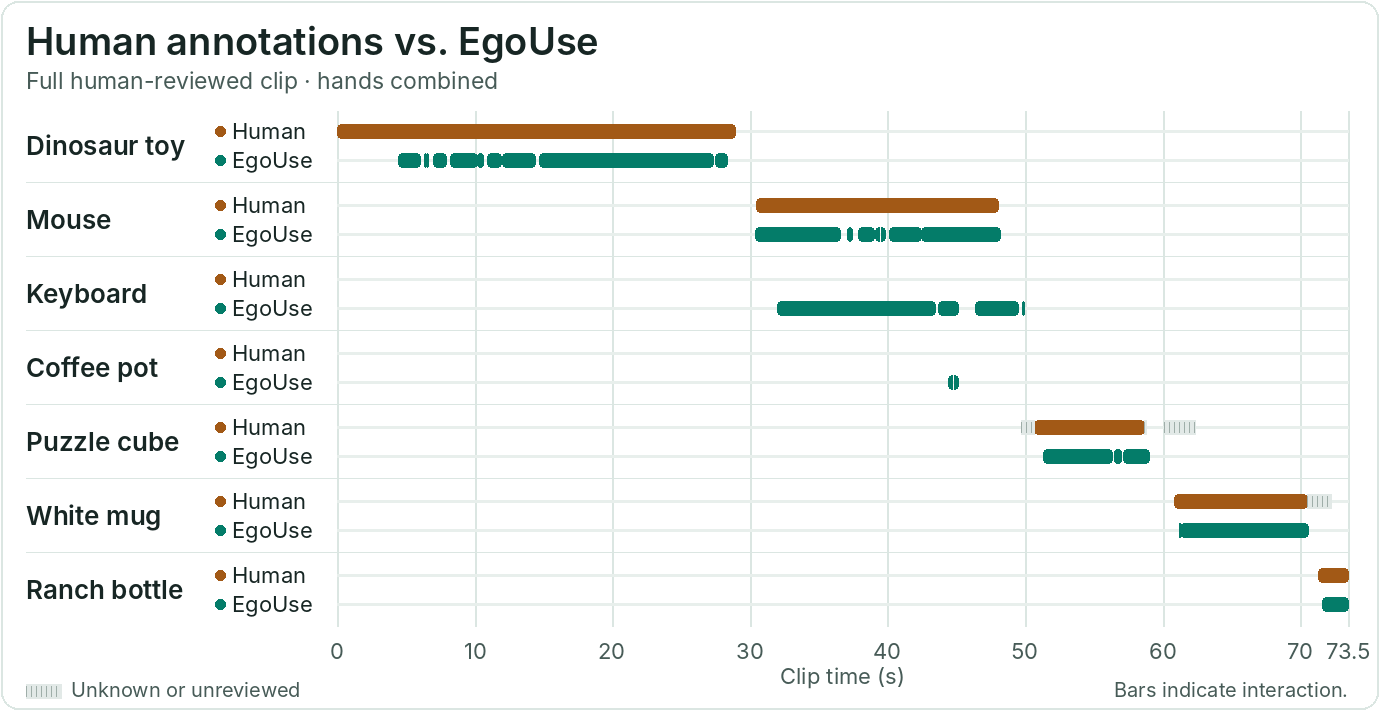 Human annotations vs. EgoUse
Full human-reviewed clip · hands combined
Dinosaur toy
Human
EgoUse
Mouse
Human
EgoUse
Keyboard
Human
EgoUse
Coffee pot
Human
EgoUse
Puzzle cube
Human
EgoUse
White mug
Human
EgoUse
Ranch bottle
Human
EgoUse
0 10 20 30 40 50 60 70 73.5
Clip time (s)
Unknown or unreviewed
Bars indicate interaction.